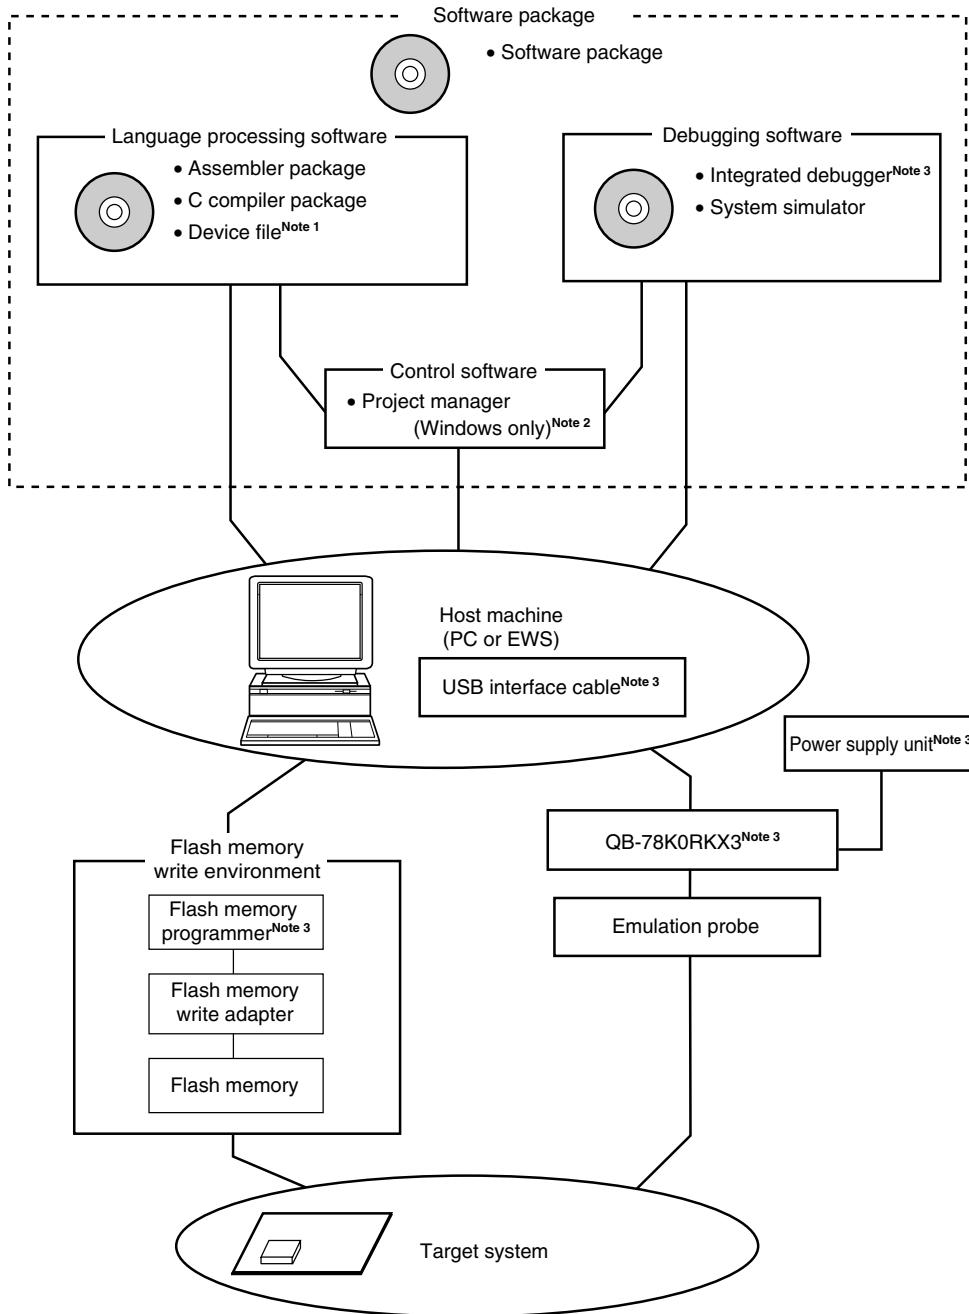 Software package
• Software package
Language processing software
• Assembler package
• C compiler package
• Device fileNote 1
Debugging software
• Integrated debuggerNote 3
• System simulator
Control software
• Project manager
(Windows only)Note 2
Host machine
(PC or EWS)
USB interface cableNote 3
Power supply unitNote 3
QB-78K0RKX3Note 3
Emulation probe
Flash memory
write environment
Flash memory
programmerNote 3
Flash memory
write adapter
Flash memory
Target system